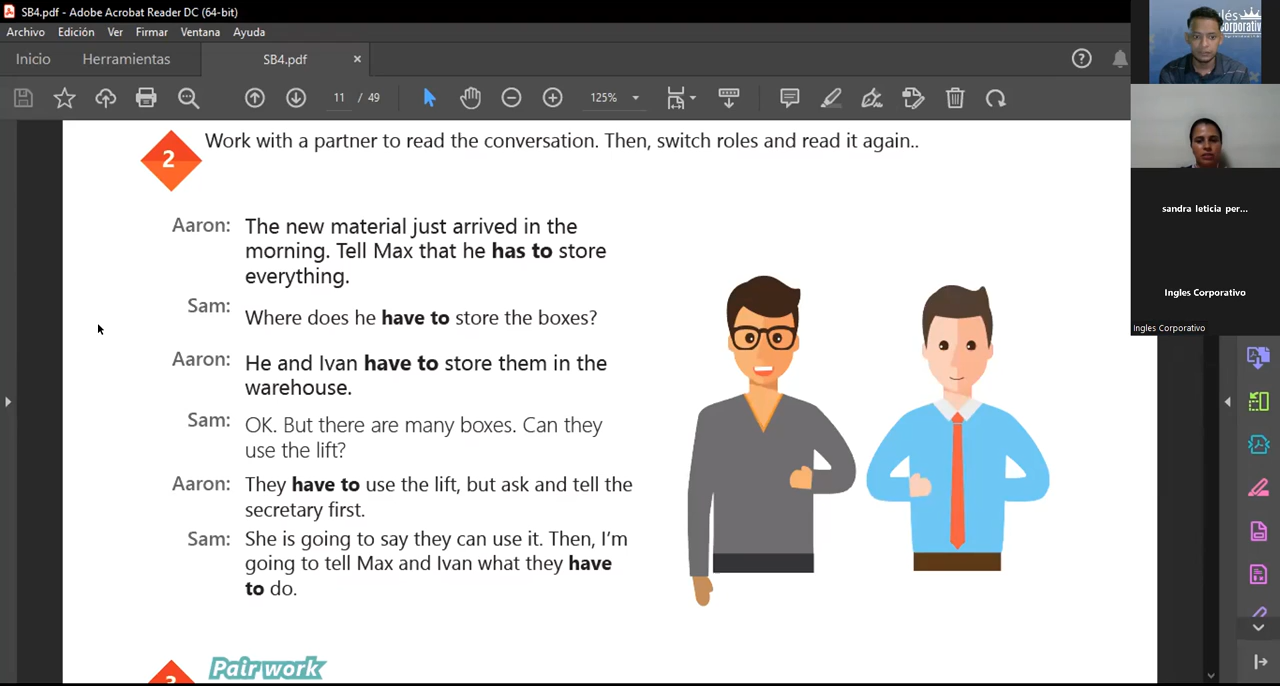 SB4.pdf - Adobe Acrobat Reader DC (64-bit)
Archivo Edición Ver Firmar Ventana Ayuda
Inicio Herramientas SB4.pdf ×
11 / 49 125%
2 Work with a partner to read the conversation. Then, switch roles and read it again..
Aaron: The new material just arrived in the
morning. Tell Max that he has to store
everything.
Sam: Where does he have to store the boxes?
Aaron: He and Ivan have to store them in the
warehouse.
Sam: OK. But there are many boxes. Can they
use the lift?
Aaron: They have to use the lift, but ask and tell the
secretary first.
Sam: She is going to say they can use it. Then, I'm
going to tell Max and Ivan what they have
to do.
Pair work
sandra leticia per...
Ingles Corporativo
Ingles Corporativo